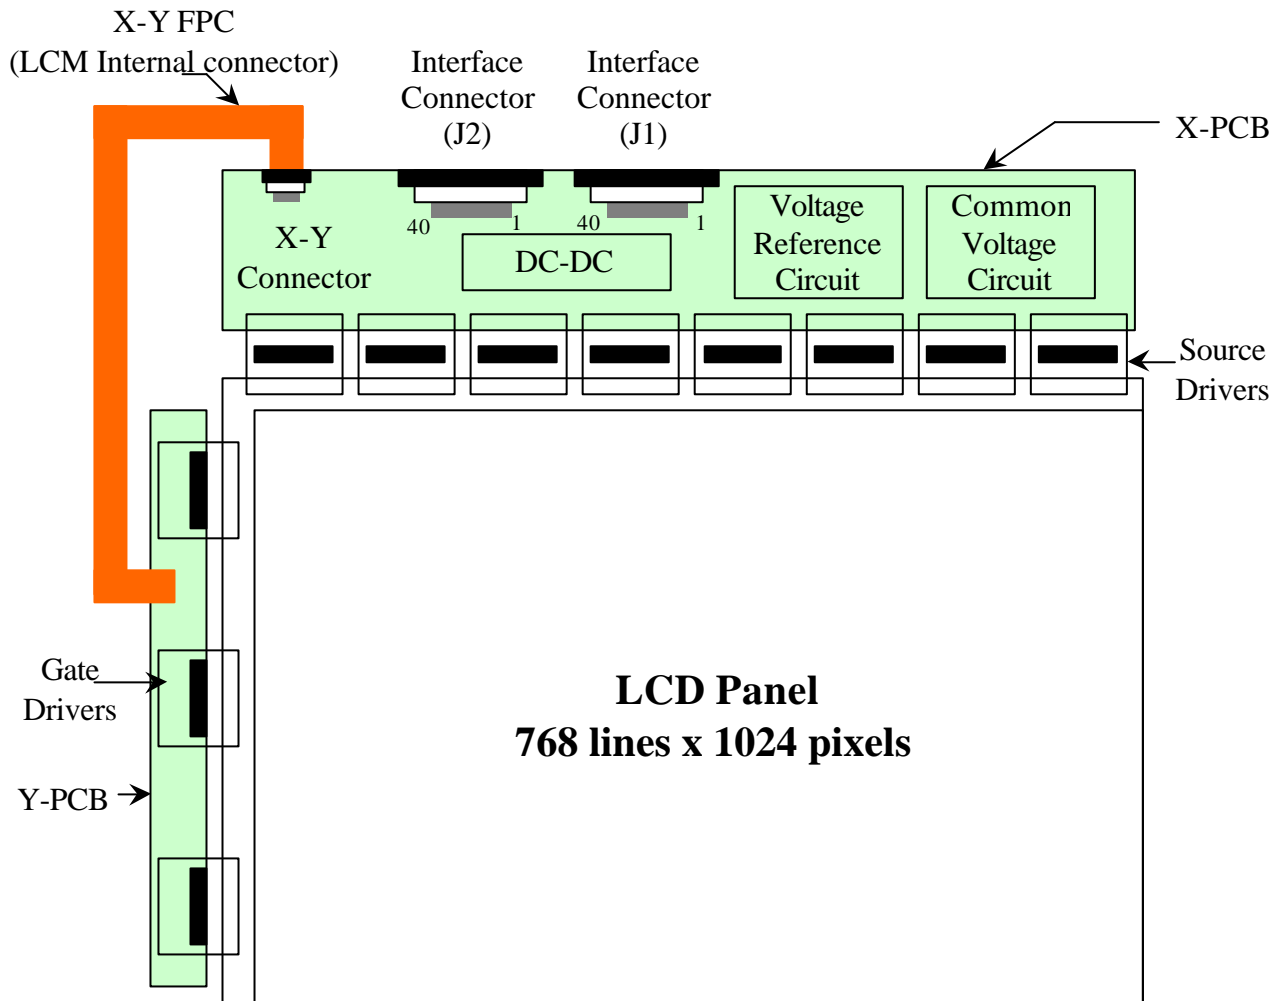 X-Y FPC
(LCM Internal connector)
Interface
Connector
(J2)
Interface
Connector
(J1)
X-PCB
40
1
40
1
X-Y
Connector
DC-DC
Voltage
Reference
Circuit
Common
Voltage
Circuit
Source
Drivers
Gate
Drivers
Y-PCB
LCD Panel
768 lines x 1024 pixels